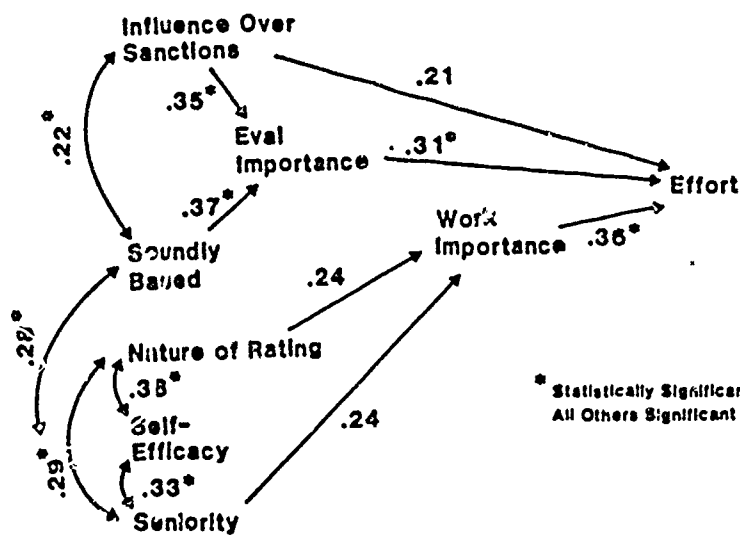 Influence Over
Sanctions
.21
.35*
.22*
Eval
Importance
.31*
Effort
.37*
Work
Importance
.36*
Soundly
Based
.24
.28*
Nature of Rating
.38*
* Statistically Significan
All Others Significant
Self-
Efficacy
.24
.29*
.33*
Seniority